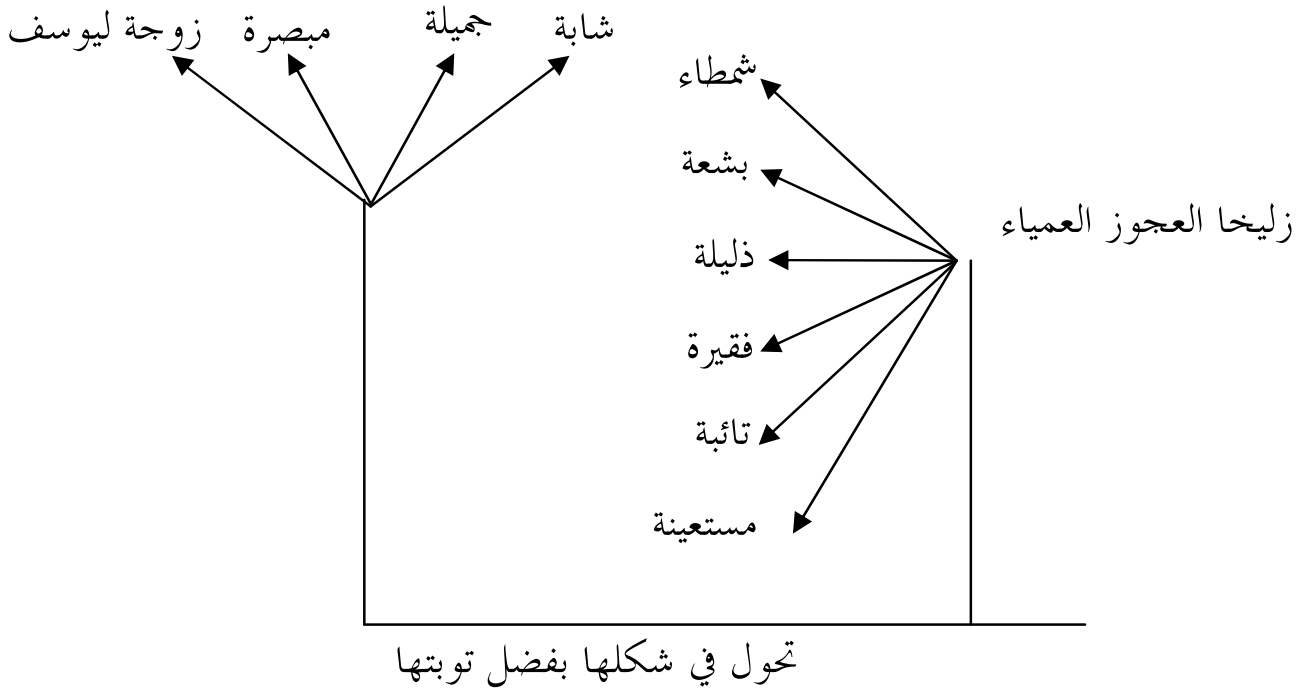 شابة
جميلة
مبصرة
زوجة ليوسف
شمطاء
بشعة
زليخا العجوز العمياء
ذليلة
فقيرة
تائبة
مستعينة
تحول في شكلها بفضل توبتها